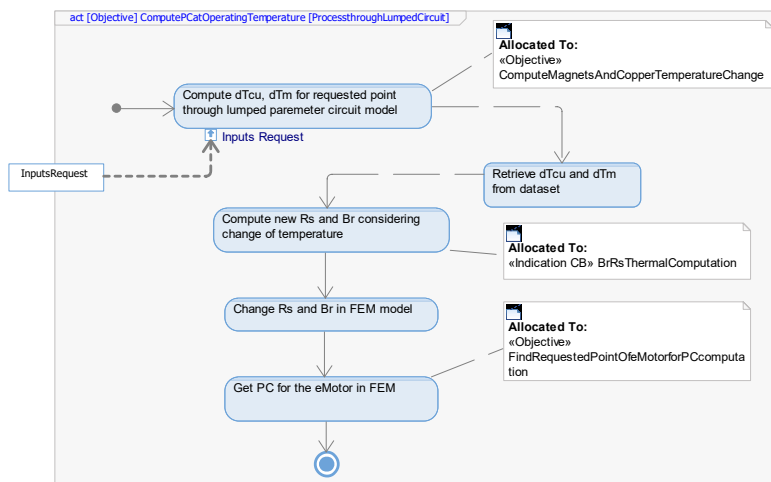 act [Objective] ComputePCatOperatingTemperature [ProcessthroughLumpedCircuit]
Allocated To:
«Objective»
ComputeMagnetsAndCopperTemperatureChange
Compute dTcu, dTm for requested point
through lumped paremeter circuit model
Inputs Request
InputsRequest
Retrieve dTcu and dTm
from dataset
Compute new Rs and Br considering
change of temperature
Allocated To:
«Indication CB» BrRsThermalComputation
Change Rs and Br in FEM model
Allocated To:
«Objective»
FindRequestedPointOfeMotorforPCcomputa
tion
Get PC for the eMotor in FEM